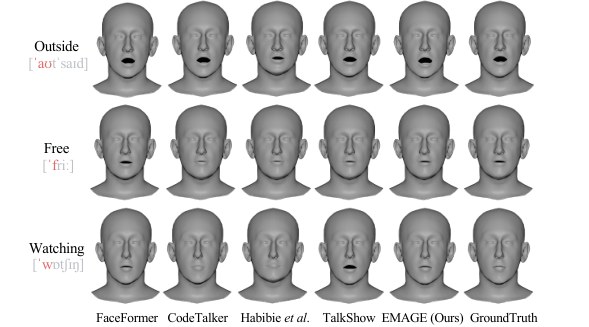 Outside
[ˈaʊtˈsaɪd]
Free
[ˈfriː]
Watching
[ˈwɒtʃɪŋ]
FaceFormer CodeTalker Habibie et al. TalkShow EMAGE (Ours) GroundTruth